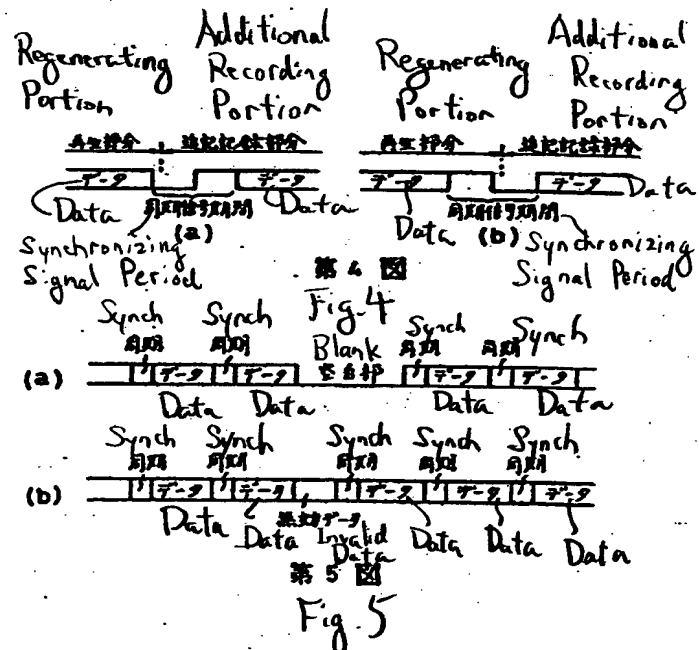 Regenerating Portion
Additional Recording Portion
Regenerating Portion
Additional Recording Portion
再生部分 追記記録部分 再生部分 追記記録部分
データ データ データ データ Data
Data 同期信号期間 Data Data 同期信号期間
(a) (b)
Synchronizing Signal Period
Synchronizing Signal Period
第 4 図
Fig. 4
Synch Synch Blank Synch Synch
同期 同期 空白部 同期 同期
(a) データ データ データ データ
Data Data Data Data
Synch Synch Synch Synch Synch
同期 同期 同期 同期 同期
(b) データ データ データ データ データ
Data Data 無効データ Invalid Data Data Data Data
第 5 図
Fig. 5